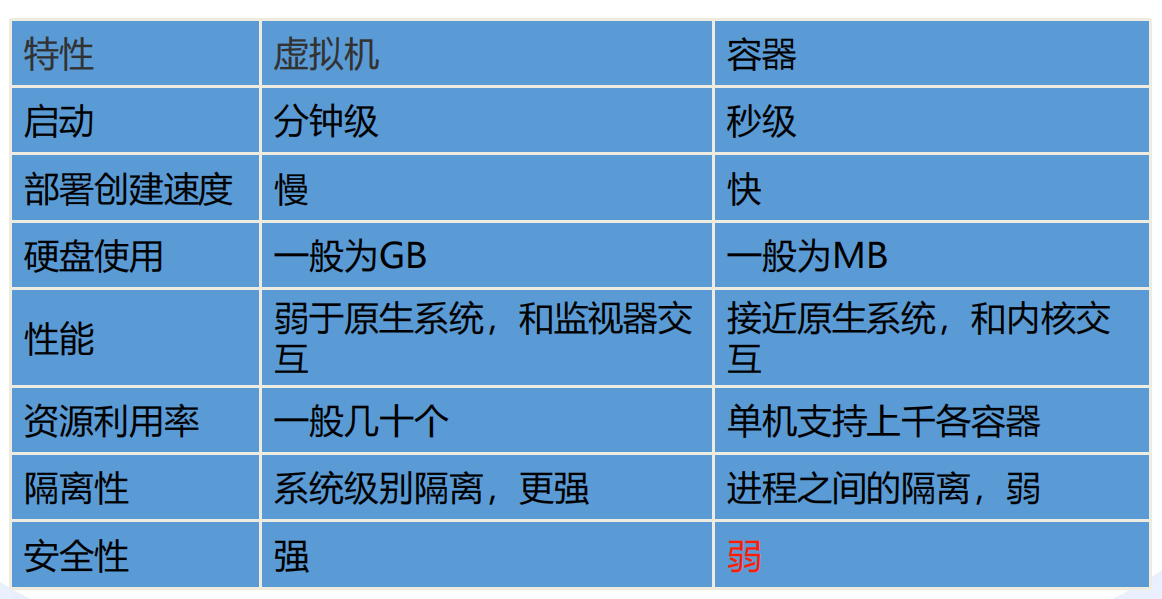 特性 虚拟机 容器
启动 分钟级 秒级
部署创建速度 慢 快
硬盘使用 一般为GB 一般为MB
性能 弱于原生系统，和监视器交互 接近原生系统，和内核交互
资源利用率 一般几十个 单机支持上千各容器
隔离性 系统级别隔离，更强 进程之间的隔离，弱
安全性 强 弱